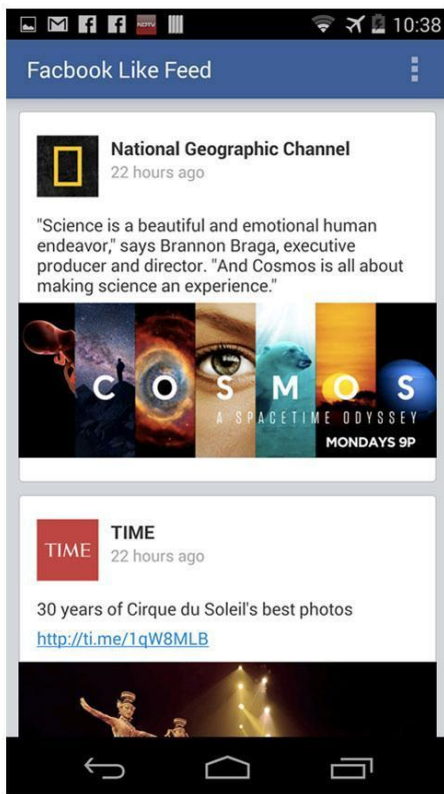 NDTV
10:38
Facbook Like Feed
National Geographic Channel
22 hours ago
"Science is a beautiful and emotional human
endeavor," says Brannon Braga, executive
producer and director. "And Cosmos is all about
making science an experience."
COSMOS
A SPACETIME ODYSSEY
MONDAYS 9P
TIME
TIME
22 hours ago
30 years of Cirque du Soleil's best photos
http://ti.me/1qW8MLB